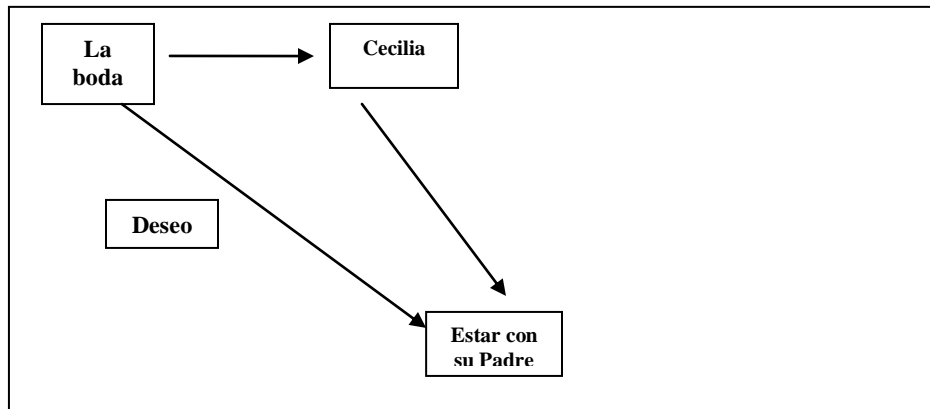 La
boda
Cecilia
Deseo
Estar con
su Padre